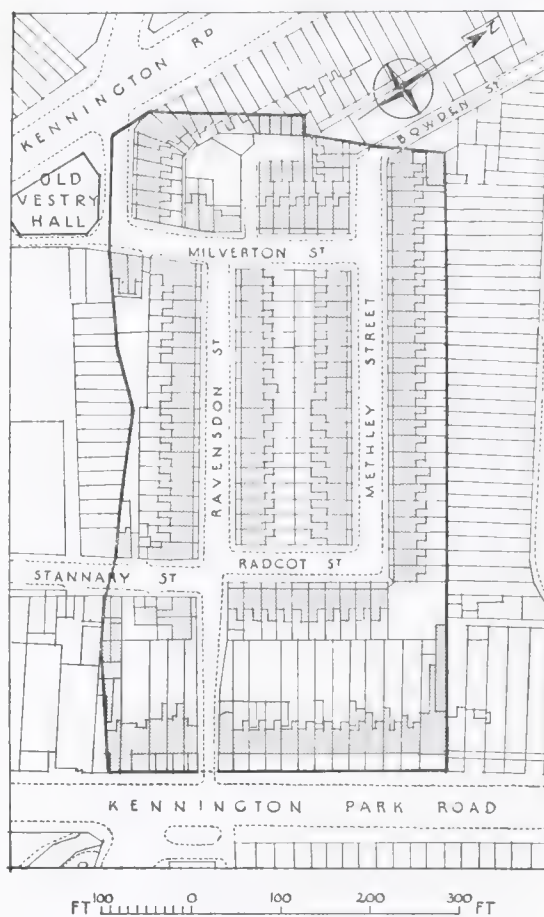 KENNINGTON RD
N
BOWDEN ST
OLD
VESTRY
HALL
MILVERTON ST
RAVENSDON ST
METHLEY STREET
STANNARY ST
RADCOT ST
KENNINGTON PARK ROAD
FT 100 0 100 200 300 FT